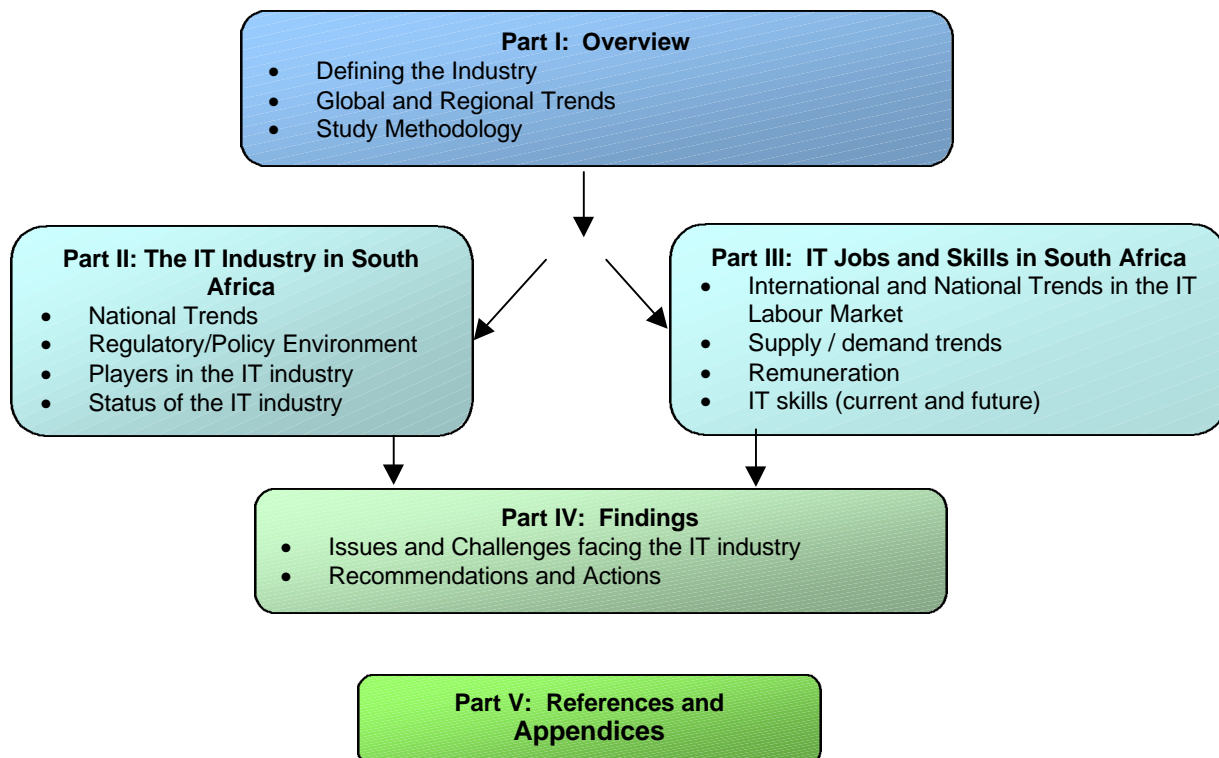 Part I: Overview
• Defining the Industry
• Global and Regional Trends
• Study Methodology
Part II: The IT Industry in South
Africa
• National Trends
• Regulatory/Policy Environment
• Players in the IT industry
• Status of the IT industry
Part III: IT Jobs and Skills in South Africa
• International and National Trends in the IT
Labour Market
• Supply / demand trends
• Remuneration
• IT skills (current and future)
Part IV: Findings
• Issues and Challenges facing the IT industry
• Recommendations and Actions
Part V: References and
Appendices